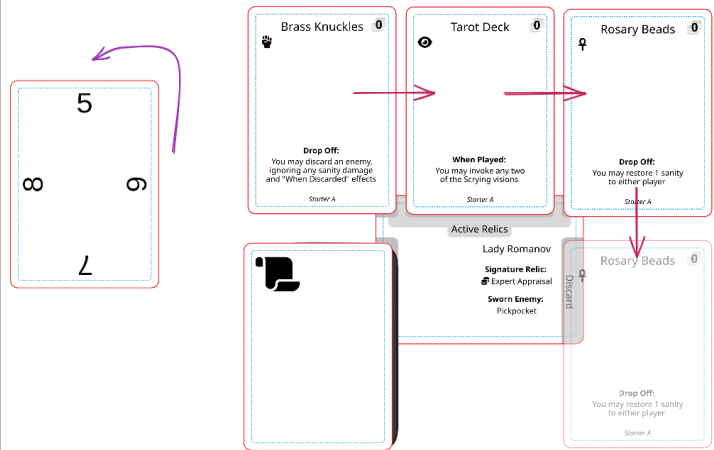 5
8
6
7
Brass Knuckles
0
Drop Off:
You may discard an enemy,
ignoring any sanity damage
and "When Discarded" effects
Starter A
Tarot Deck
0
When Played:
You may invoke any two
of the Scrying visions
Starter A
Rosary Beads
0
Drop Off:
You may restore 1 sanity
to either player
Starter A
Active Relics
Lady Romanov
Signature Relic:
Expert Appraisal
Sworn Enemy:
Pickpocket
Discard
Rosary Beads
0
Drop Off:
You may restore 1 sanity
to either player
Starter A